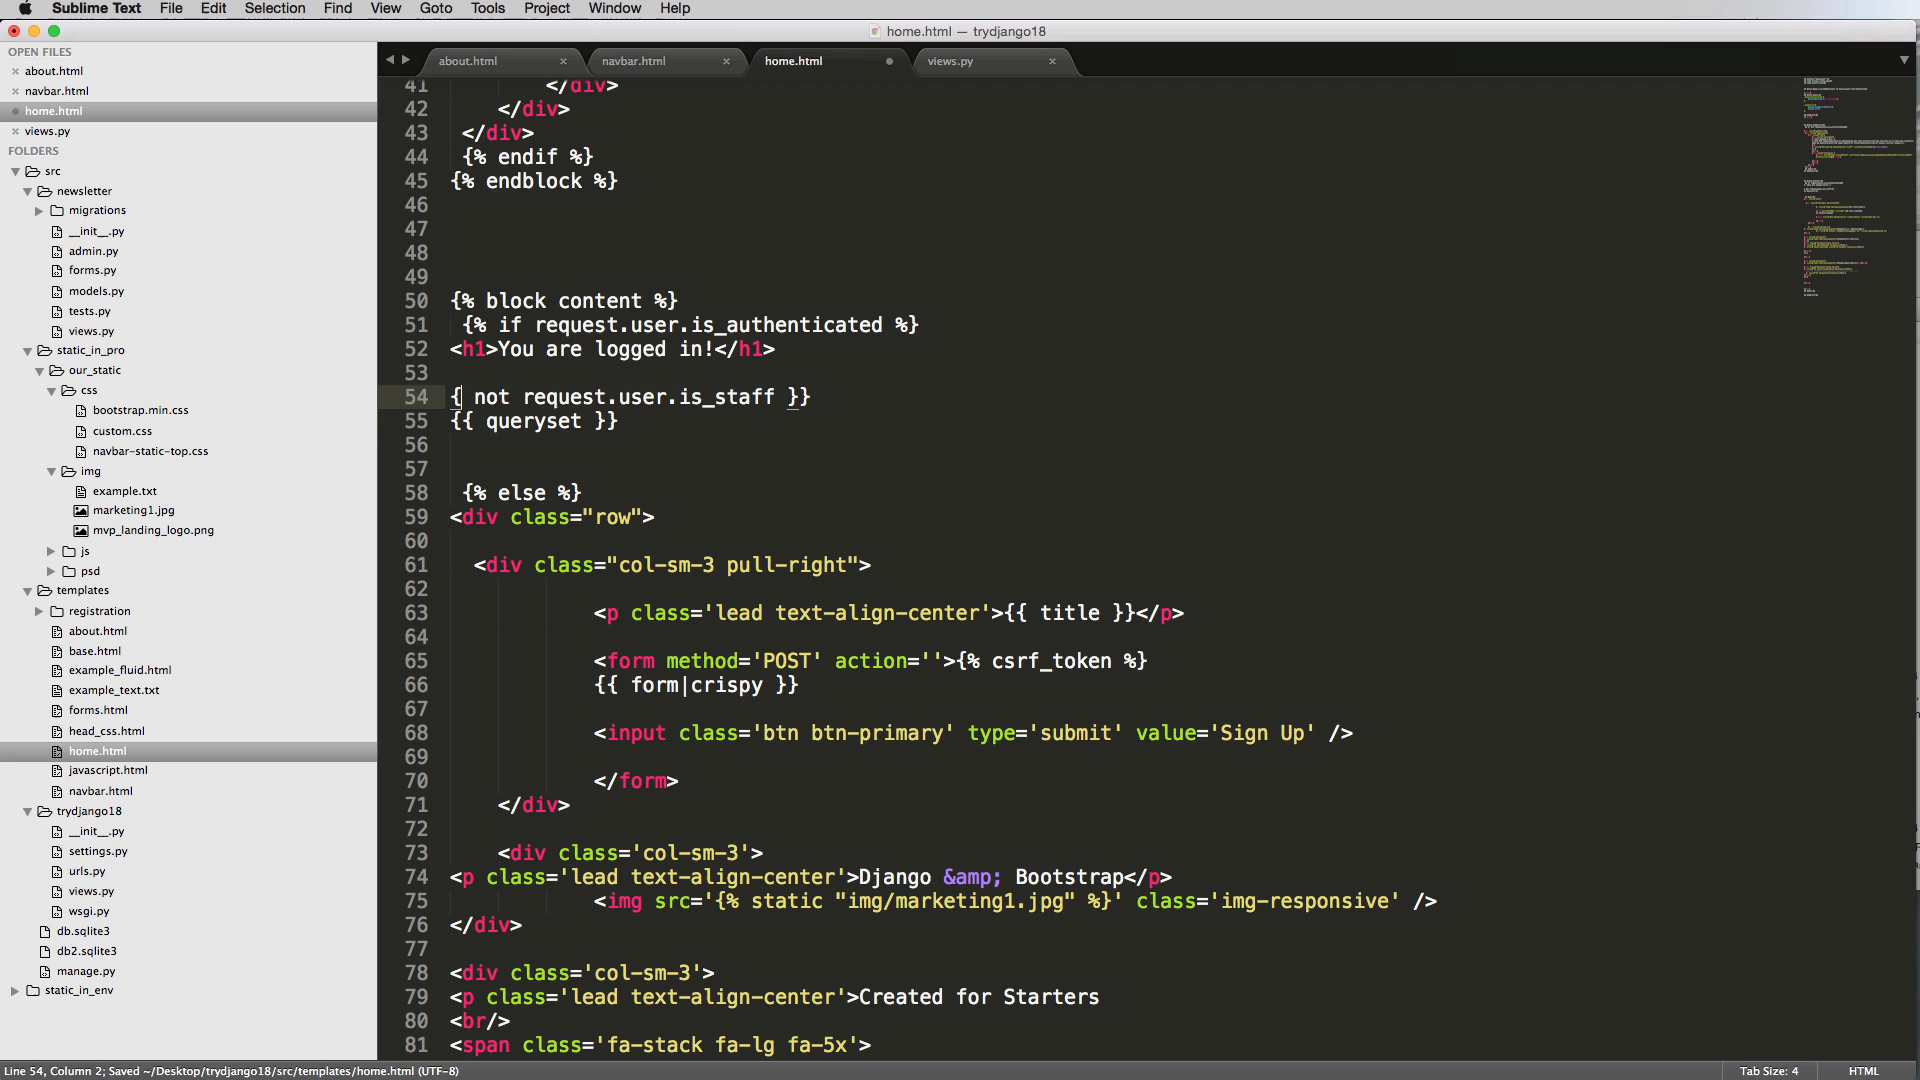 Sublime Text File Edit Selection Find View Goto Tools Project Window Help
home.html — trydjango18
OPEN FILES
about.html
navbar.html
home.html
views.py
FOLDERS
src
newsletter
migrations
__init__.py
admin.py
forms.py
models.py
tests.py
views.py
static_in_pro
our_static
css
bootstrap.min.css
custom.css
navbar-static-top.css
img
example.txt
marketing1.jpg
mvp_landing_logo.png
js
psd
templates
registration
about.html
base.html
example_fluid.html
example_text.txt
forms.html
head_css.html
home.html
javascript.html
navbar.html
trydjango18
__init__.py
settings.py
urls.py
views.py
wsgi.py
db.sqlite3
db2.sqlite3
manage.py
static_in_env
about.html navbar.html home.html views.py
41 </div>
42 </div>
43 </div>
44 {% endif %}
45 {% endblock %}
46
47
48
49
50 {% block content %}
51 {% if request.user.is_authenticated %}
52 <h1>You are logged in!</h1>
53
54 { not request.user.is_staff }}
55 {{ queryset }}
56
57
58 {% else %}
59 <div class="row">
60
61 <div class="col-sm-3 pull-right">
62
63 <p class='lead text-align-center'>{{ title }}</p>
64
65 <form method='POST' action=''>{% csrf_token %}
66 {{ form|crispy }}
67
68 <input class='btn btn-primary' type='submit' value='Sign Up' />
69
70 </form>
71 </div>
72
73 <div class='col-sm-3'>
74 <p class='lead text-align-center'>Django &amp; Bootstrap</p>
75 <img src='{% static "img/marketing1.jpg" %}' class='img-responsive' />
76 </div>
77
78 <div class='col-sm-3'>
79 <p class='lead text-align-center'>Created for Starters
80 <br/>
81 <span class='fa-stack fa-lg fa-5x'>
Line 54, Column 2; Saved ~/Desktop/trydjango18/src/templates/home.html (UTF-8) Tab Size: 4 HTML